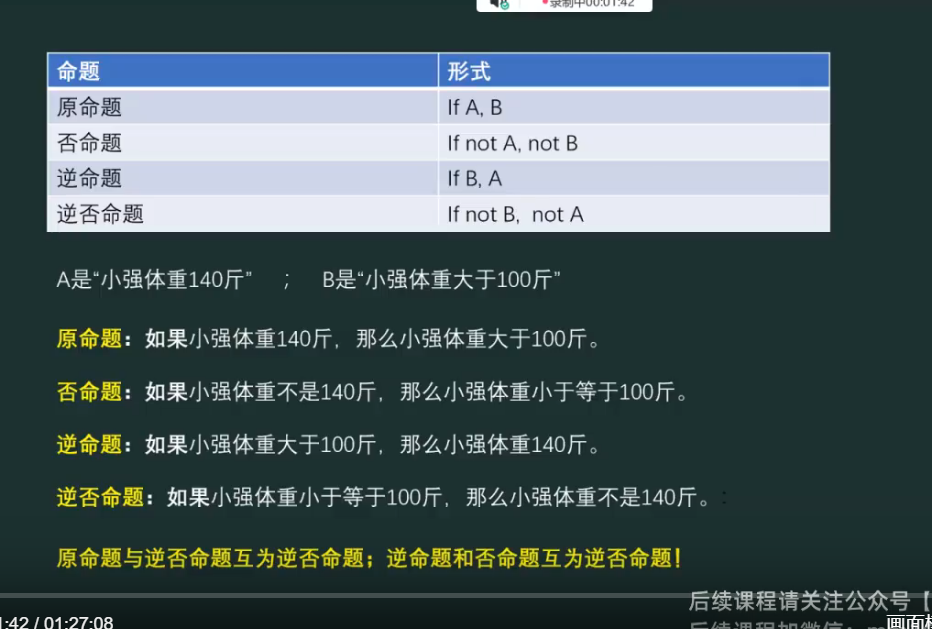 录制中00:01:42
命题 形式
原命题 If A, B
否命题 If not A, not B
逆命题 If B, A
逆否命题 If not B, not A
A是“小强体重140斤” ； B是“小强体重大于100斤”
原命题：如果小强体重140斤，那么小强体重大于100斤。
否命题：如果小强体重不是140斤，那么小强体重小于等于100斤。
逆命题：如果小强体重大于100斤，那么小强体重140斤。
逆否命题：如果小强体重小于等于100斤，那么小强体重不是140斤。
原命题与逆否命题互为逆否命题；逆命题和否命题互为逆否命题！
后续课程请关注公众号【
:42 / 01:27:08
后续课程加微信：
画面